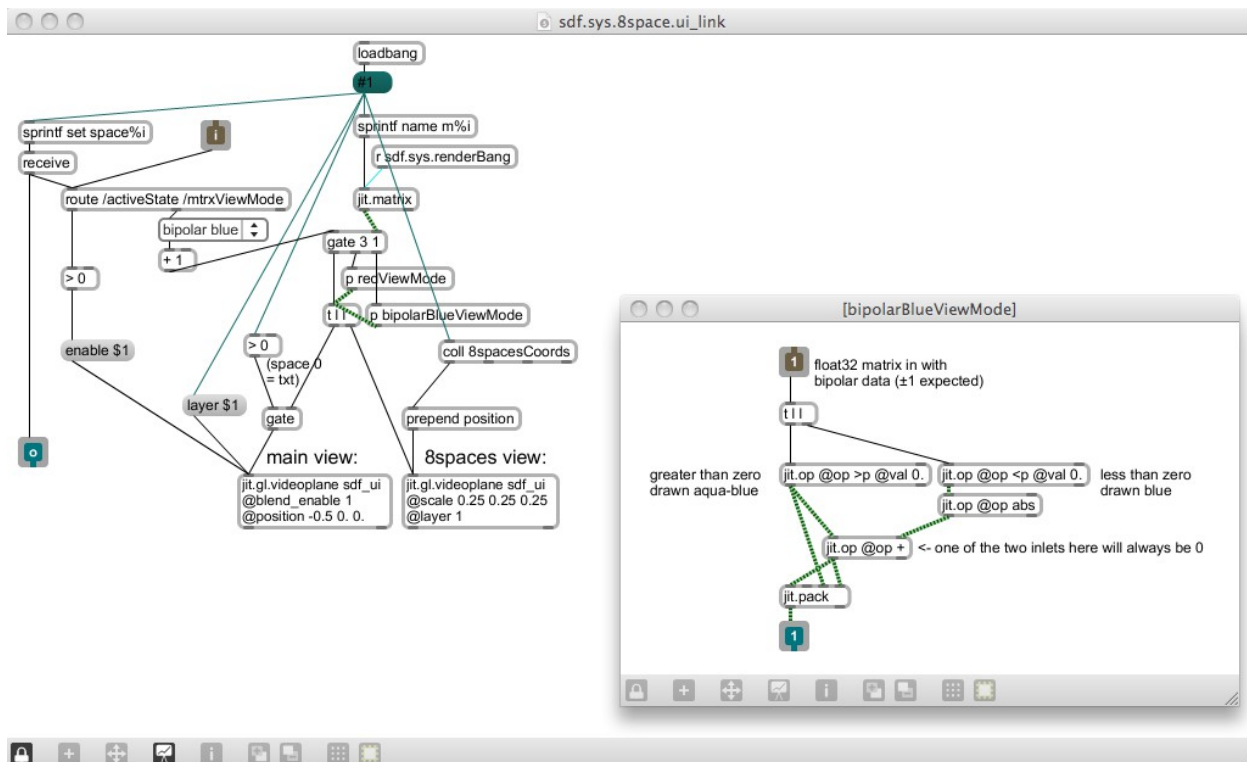 sdf.sys.8space.ui_link
loadbang
#1
sprintf set space%i
i
sprintf name m%i
receive
r sdf.sys.renderBang
route /activeState /mtrxViewMode
jit.matrix
bipolar blue
gate 3 1
+ 1
> 0
p redViewMode
t l l
p bipolarBlueViewMode
enable $1
> 0
coll 8spacesCoords
(space 0
= txt)
layer $1
gate
prepend position
o
main view:
8spaces view:
jit.gl.videoplane sdf_ui
@blend_enable 1
@position -0.5 0. 0.
jit.gl.videoplane sdf_ui
@scale 0.25 0.25 0.25
@layer 1
[bipolarBlueViewMode]
1
float32 matrix in with
bipolar data (±1 expected)
t l l
greater than zero
drawn aqua-blue
jit.op @op >p @val 0.
jit.op @op <p @val 0.
less than zero
drawn blue
jit.op @op abs
jit.op @op +
<- one of the two inlets here will always be 0
jit.pack
1